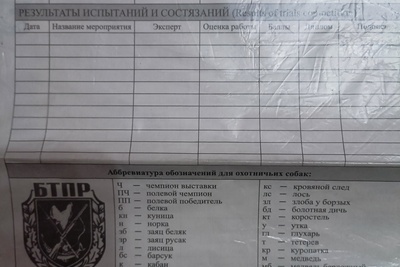 РЕЗУЛЬТАТЫ ИСПЫТАНИЙ И СОСТЯЗАНИЙ (Results of trials
Дата Название мероприятия Эксперт Оценка работы Баллы Диплом Подпись
Аббревиатура обозначений для охотничьих собак:
БТПР
Ч — чемпион выставки
ПЧ — полевой чемпион
ПП — полевой победитель
б — белка
кн — куница
н — норка
зб — заяц беляк
зр — заяц русак
л — лисица
бс — барсук
к — кабан
кс — кровяной след
лс — лось
зл — злоба у борзых
бд — болотная дичь
кт — коростель
у — утка
гл — глухарь
т — тетерев
кр — куропатка
м — медведь